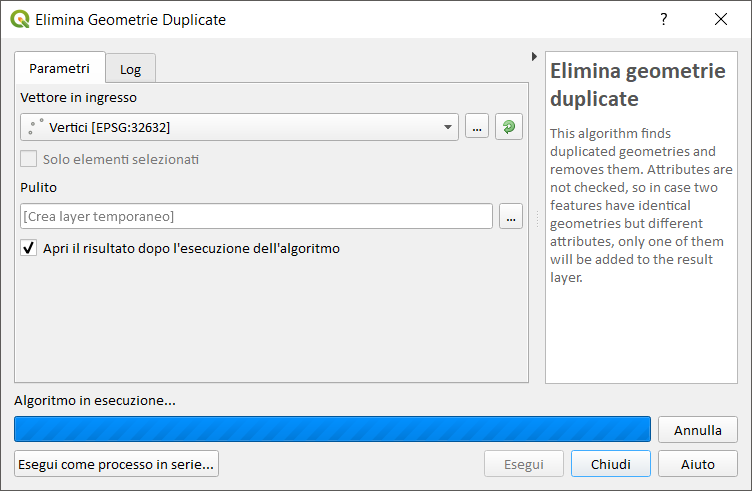 Elimina Geometrie Duplicate
?
Parametri
Log
Vettore in ingresso
Vertici [EPSG:32632]
...
Solo elementi selezionati
Pulito
[Crea layer temporaneo]
...
Apri il risultato dopo l'esecuzione dell'algoritmo
Elimina geometrie
duplicate
This algorithm finds
duplicated geometries and
removes them. Attributes are
not checked, so in case two
features have identical
geometries but different
attributes, only one of them
will be added to the result
layer.
Algoritmo in esecuzione...
Annulla
Esegui come processo in serie...
Esegui
Chiudi
Aiuto